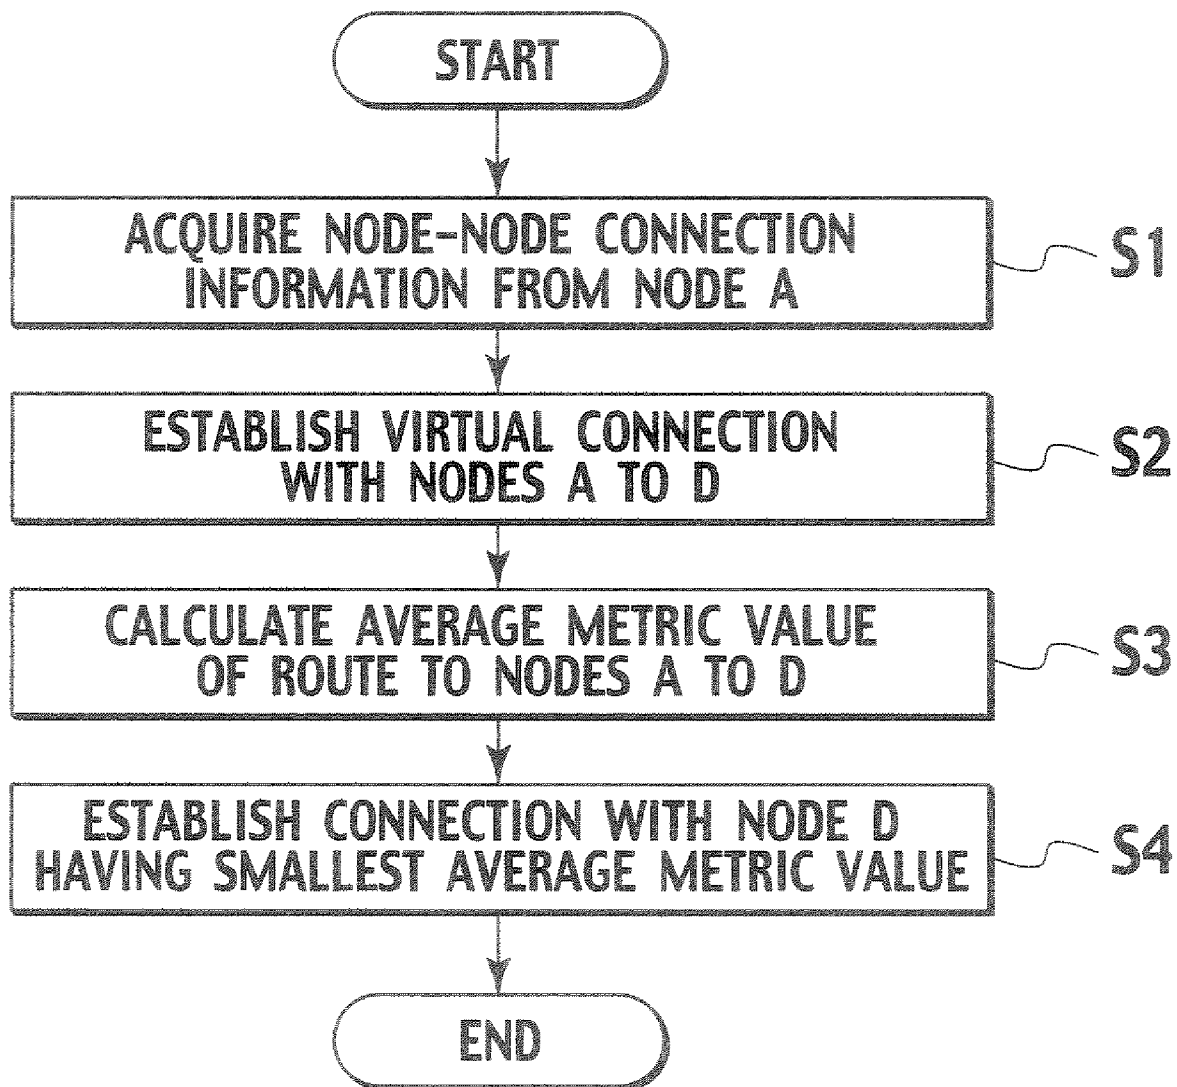 START
ACQUIRE NODE-NODE CONNECTION
INFORMATION FROM NODE A
S1
ESTABLISH VIRTUAL CONNECTION
WITH NODES A TO D
S2
CALCULATE AVERAGE METRIC VALUE
OF ROUTE TO NODES A TO D
S3
ESTABLISH CONNECTION WITH NODE D
HAVING SMALLEST AVERAGE METRIC VALUE
S4
END